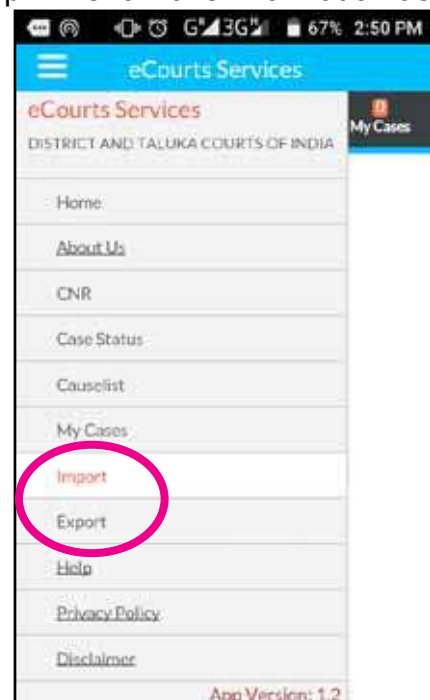 G 3G 67% 2:50 PM
eCourts Services
eCourts Services
DISTRICT AND TALUKA COURTS OF INDIA
My Cases
Home
About Us
CNR
Case Status
Causelist
My Cases
Import
Export
Help
Privacy Policy
Disclaimer
App Version: 1.2